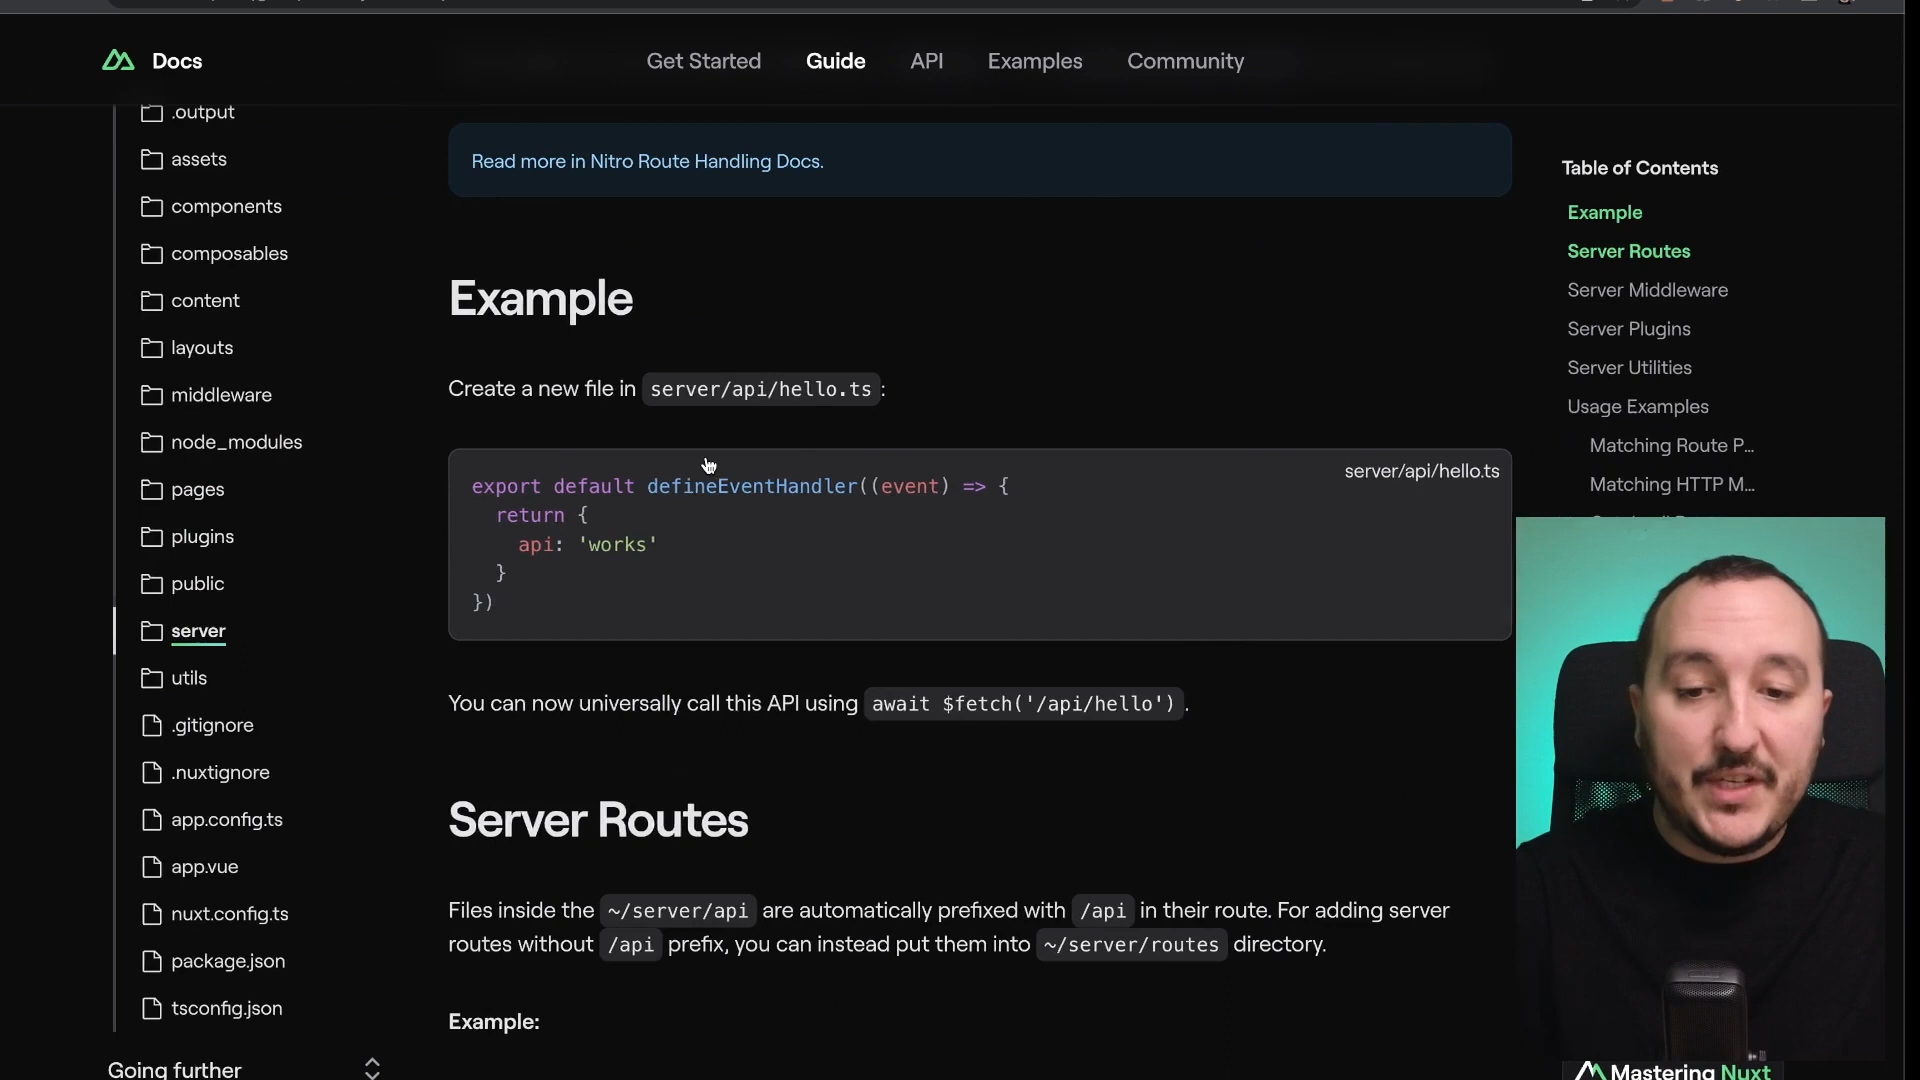 Docs
Get Started
Guide
API
Examples
Community
.output
assets
components
composables
content
layouts
middleware
node_modules
pages
plugins
public
server
utils
.gitignore
.nuxtignore
app.config.ts
app.vue
nuxt.config.ts
package.json
tsconfig.json
Going further
Read more in Nitro Route Handling Docs.
Example
Create a new file in server/api/hello.ts:
server/api/hello.ts
export default defineEventHandler((event) => {
return {
api: 'works'
}
})
You can now universally call this API using await $fetch('/api/hello').
Server Routes
Files inside the ~/server/api are automatically prefixed with /api in their route. For adding server
routes without /api prefix, you can instead put them into ~/server/routes directory.
Example:
Table of Contents
Example
Server Routes
Server Middleware
Server Plugins
Server Utilities
Usage Examples
Matching Route P...
Matching HTTP M...
Mastering Nuxt